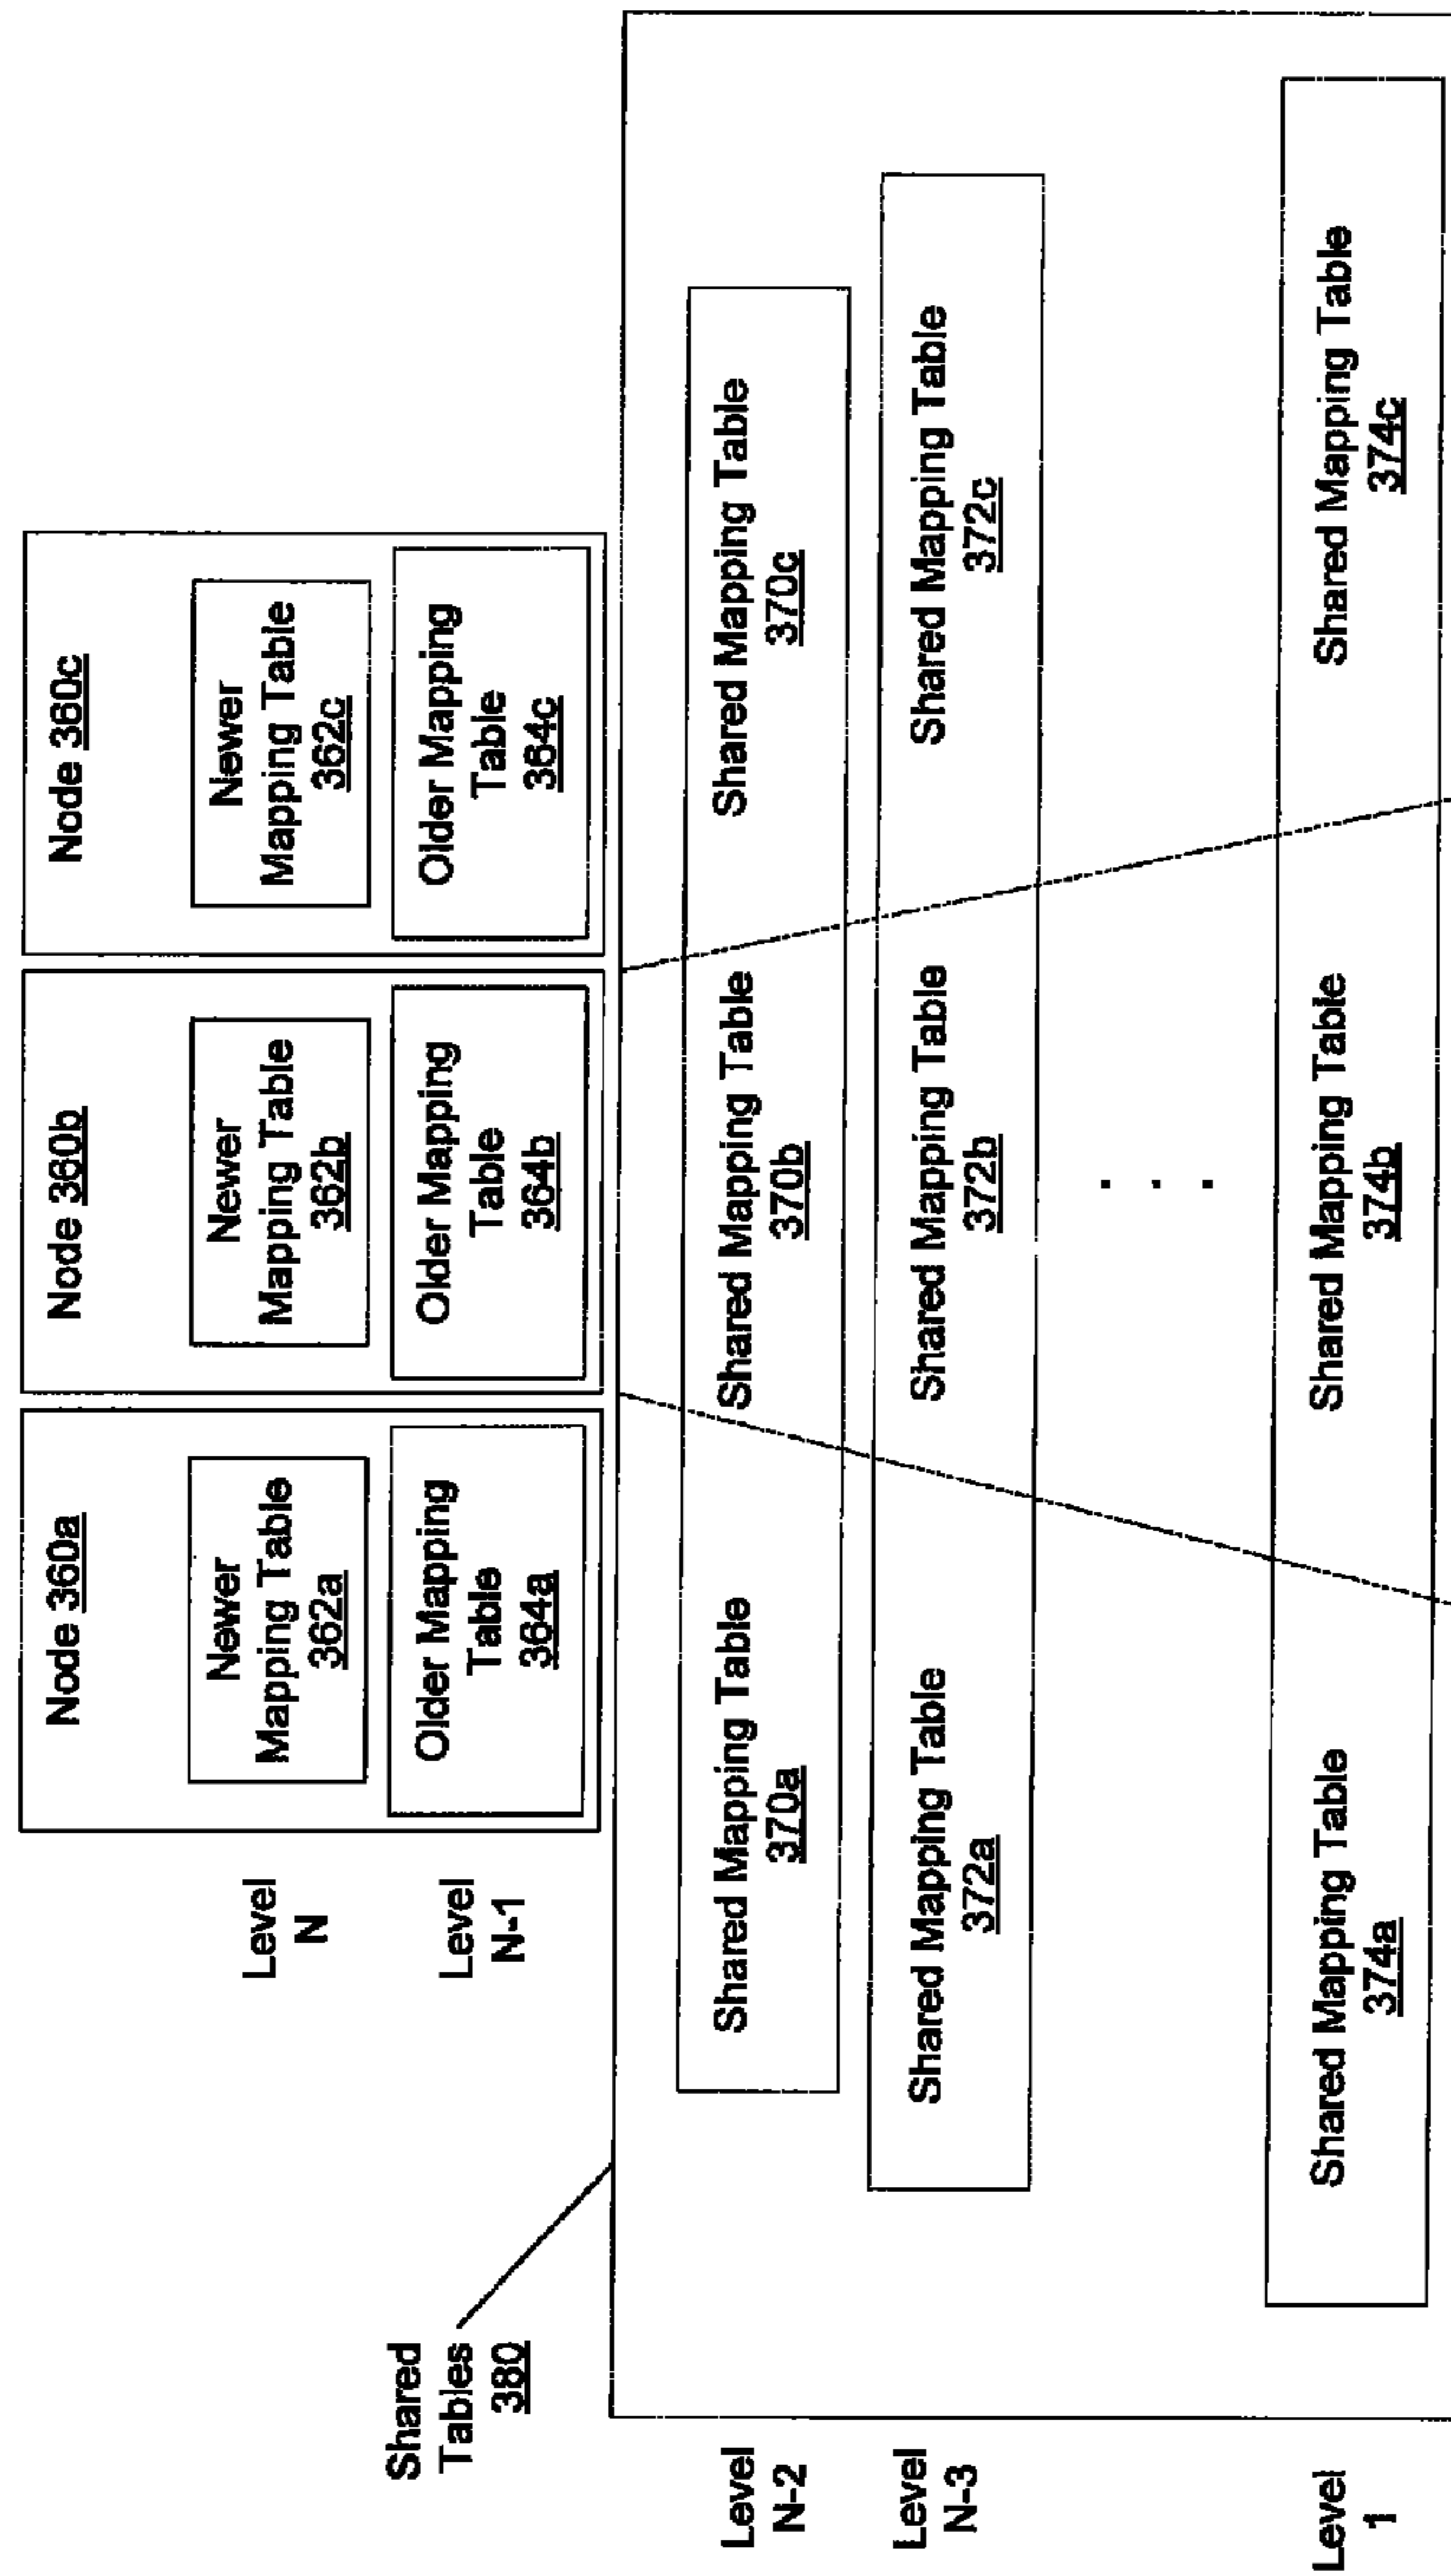 Node 360a
Newer
Mapping Table
362a
Older Mapping
Table
364a
Node 360b
Newer
Mapping Table
362b
Older Mapping
Table
364b
Node 360c
Newer
Mapping Table
362c
Older Mapping
Table
364c
Level
N
Level
N-1
Shared
Tables
380
Level
N-2
Shared Mapping Table
370a
Shared Mapping Table
370b
Shared Mapping Table
370c
Level
N-3
Shared Mapping Table
372a
Shared Mapping Table
372b
Shared Mapping Table
372c
. . .
Level
1
Shared Mapping Table
374a
Shared Mapping Table
374b
Shared Mapping Table
374c